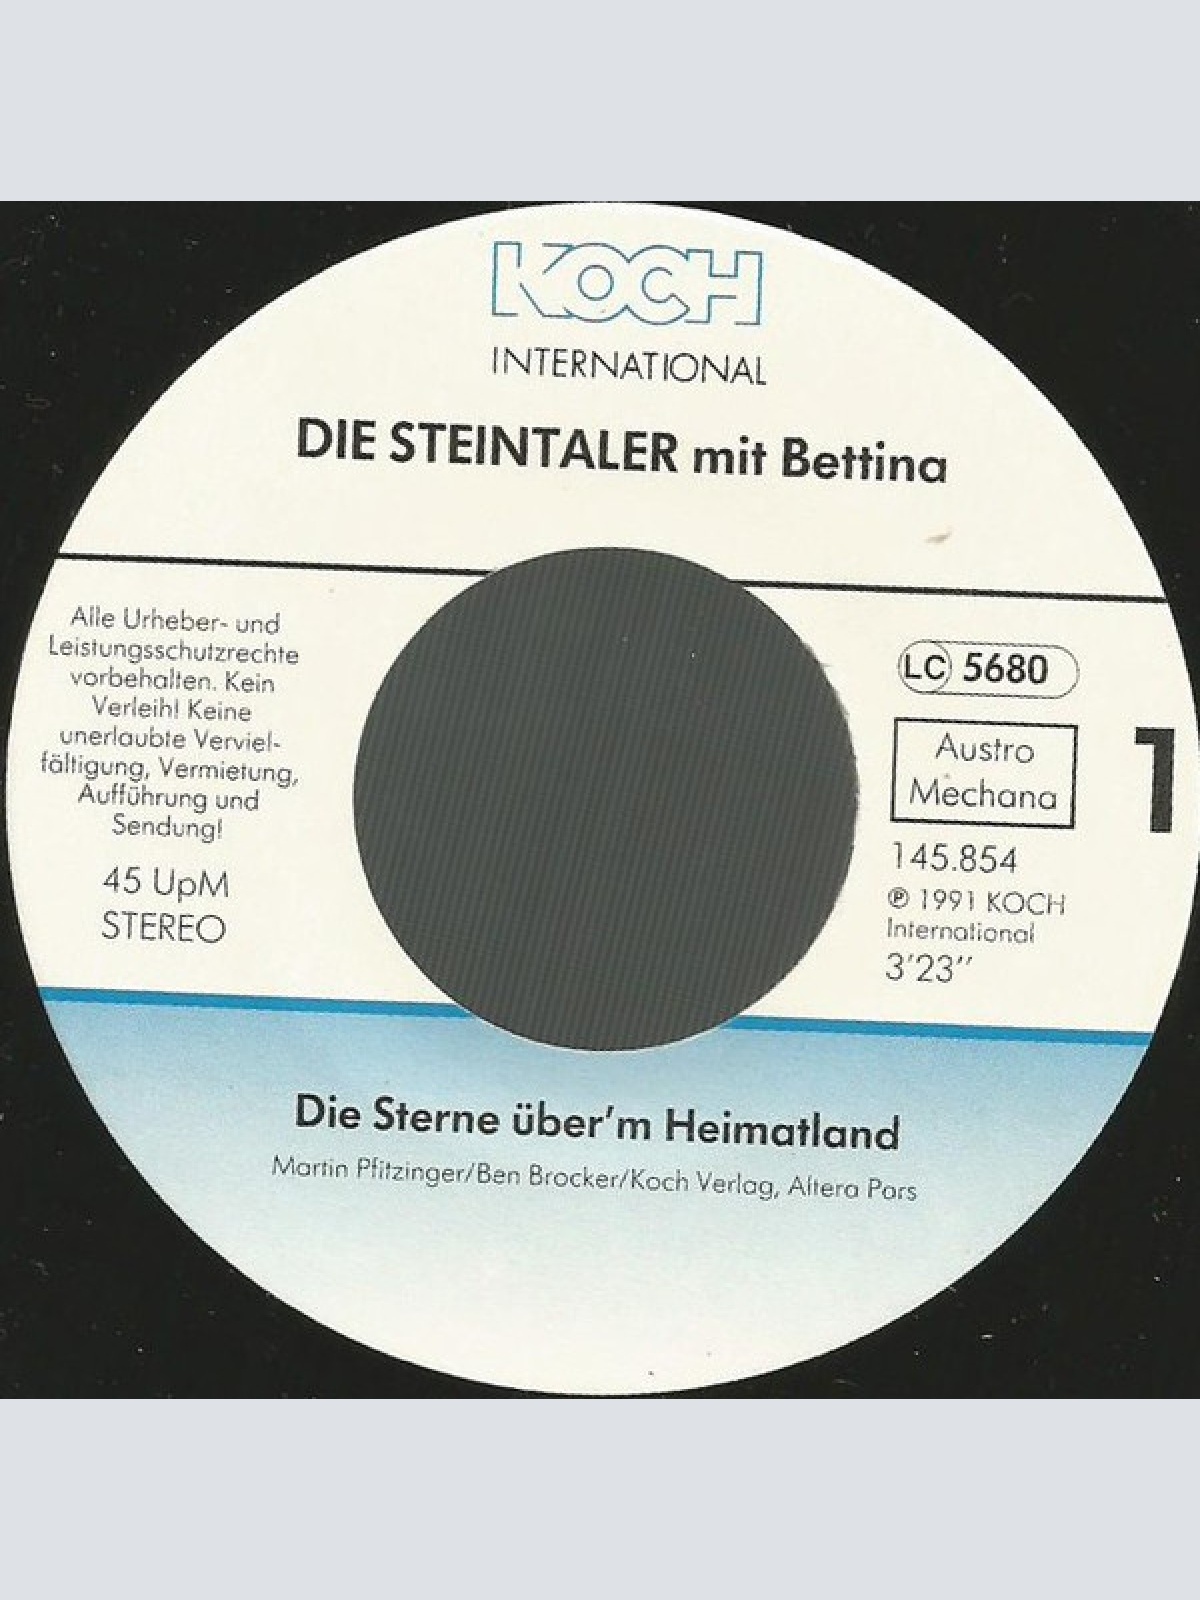 KOCH
INTERNATIONAL
DIE STEINTALER mit Bettina
Alle Urheber- und
Leistungsschutzrechte
vorbehalten. Kein
Verleih! Keine
unerlaubte Verviel-
fältigung, Vermietung,
Aufführung und
Sendung!
45 UpM
STEREO
LC 5680
Austro
Mechana
1
145.854
℗ 1991 KOCH
International
3'23''
Die Sterne über'm Heimatland
Martin Pfitzinger/Ben Brocker/Koch Verlag, Altera Pars